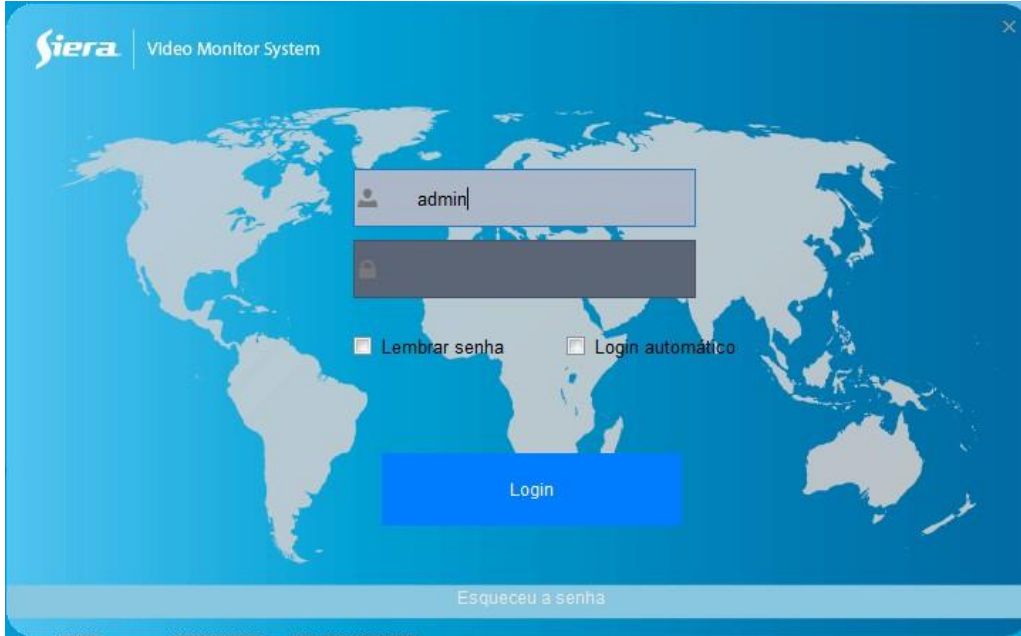 Siera Video Monitor System
admin
Lembrar senha Login automático
Login
Esqueceu a senha